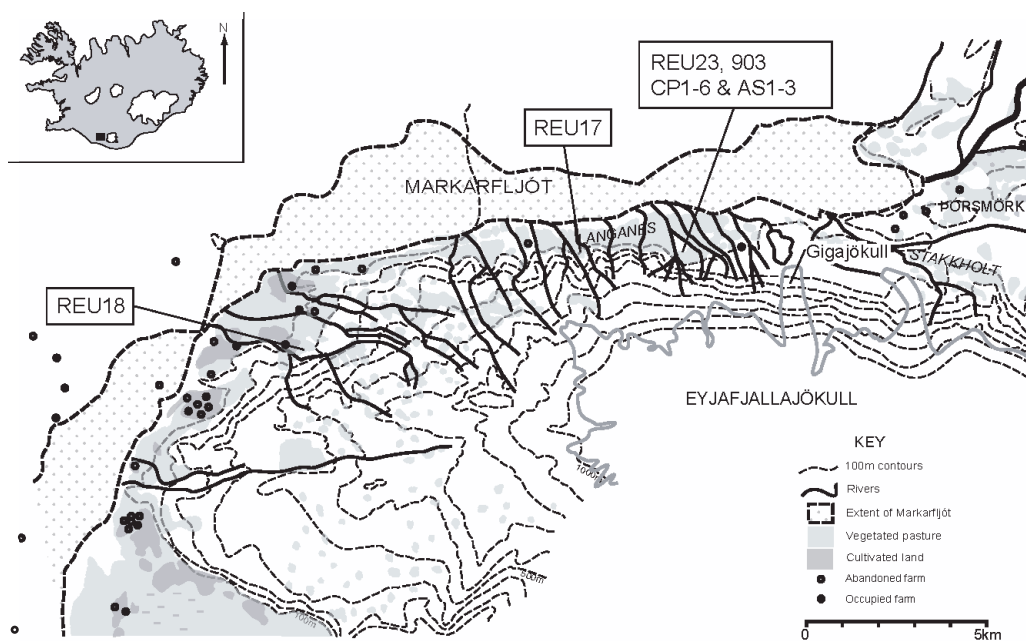 N
REU23, 903
CP1-6 & AS1-3
REU17
MARKARFLJÓT
ÞÓRSMÖRK
LANGANES
Gigajökull
STAKKHOLT
REU18
EYJAFJALLAJÖKULL
1000m
500m
100m
KEY
100m contours
Rivers
Extent of Markarfljót
Vegetated pasture
Cultivated land
Abandoned farm
Occupied farm
0
5km